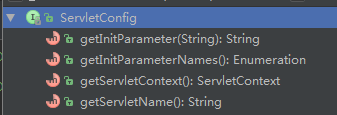 ServletConfig
getInitParameter(String): String
getInitParameterNames(): Enumeration
getServletContext(): ServletContext
getServletName(): String